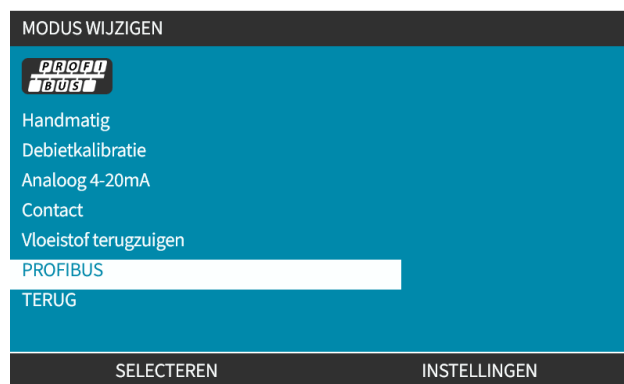 MODUS WIJZIGEN
PROFI
BUS
Handmatig
Debietkalibratie
Analoog 4-20mA
Contact
Vloeistof terugzuigen
PROFIBUS
TERUG
SELECTEREN INSTELLINGEN